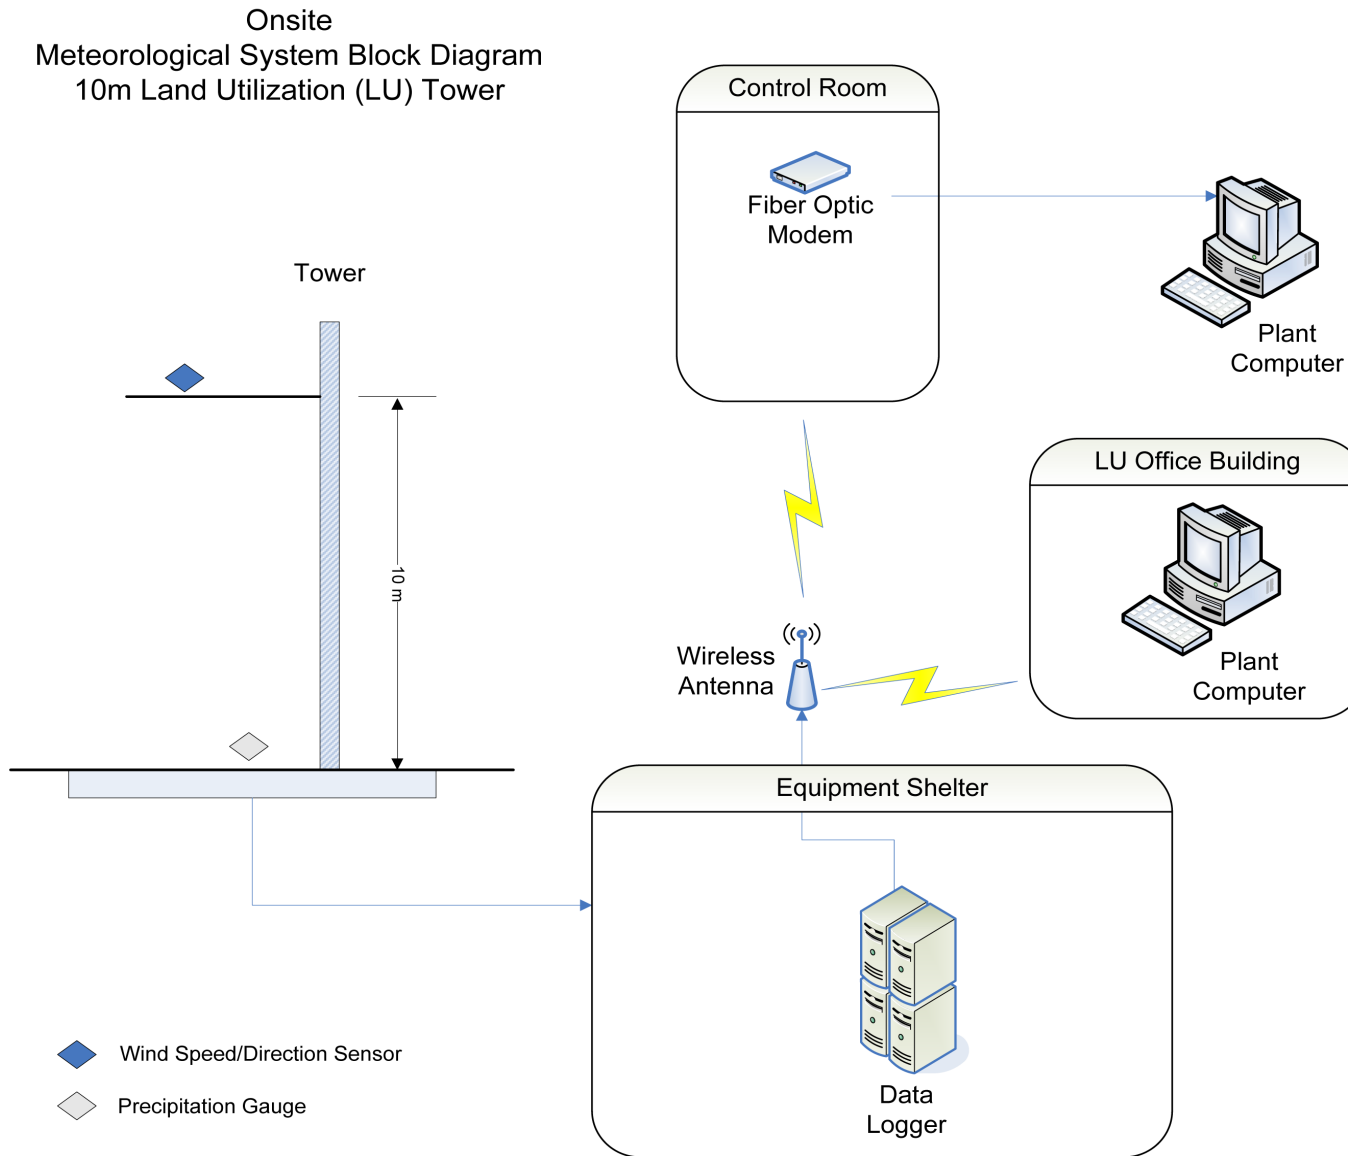 Onsite
Meteorological System Block Diagram
10m Land Utilization (LU) Tower
Control Room
Fiber Optic
Modem
Plant
Computer
Tower
10 m
LU Office Building
Plant
Computer
Wireless
Antenna
Equipment Shelter
Data
Logger
Wind Speed/Direction Sensor
Precipitation Gauge